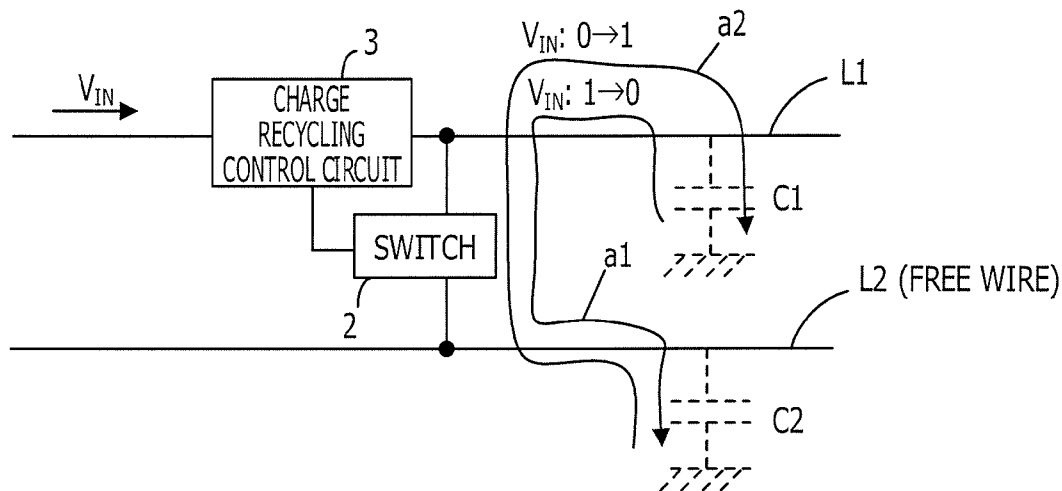 V_IN: 0→1
a2
3
V_IN
V_IN: 1→0
L1
CHARGE
RECYCLING
CONTROL CIRCUIT
C1
SWITCH
a1
2
L2 (FREE WIRE)
C2